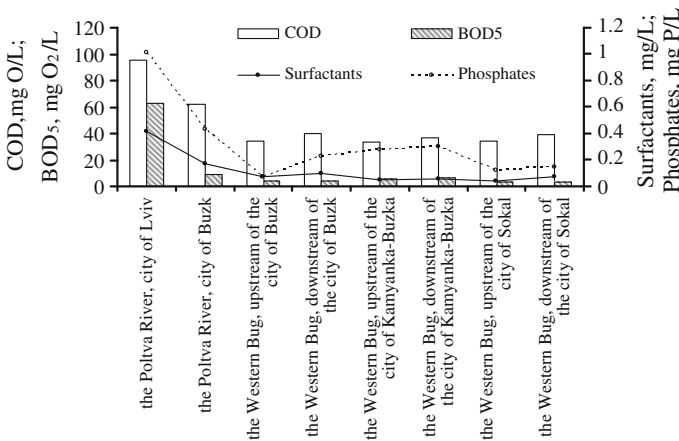 COD,mg O/L;
BOD5, mg O2/L
120
100
80
60
40
20
0
COD
BOD5
Surfactants
Phosphates
1.2
1
0.8
0.6
0.4
0.2
0
Surfactants, mg/L;
Phosphates, mg P/L
the Poltva River, city of Lviv
the Poltva River, city of Buzk
the Western Bug, upstream of the
city of Buzk
the Western Bug, downstream of
the city of Buzk
the Western Bug, upstream of the
city of Kamyanka-Buzka
the Western Bug, downstream of
the city of Kamyanka-Buzka
the Western Bug, upstream of the
city of Sokal
the Western Bug, downstream of
the city of Sokal